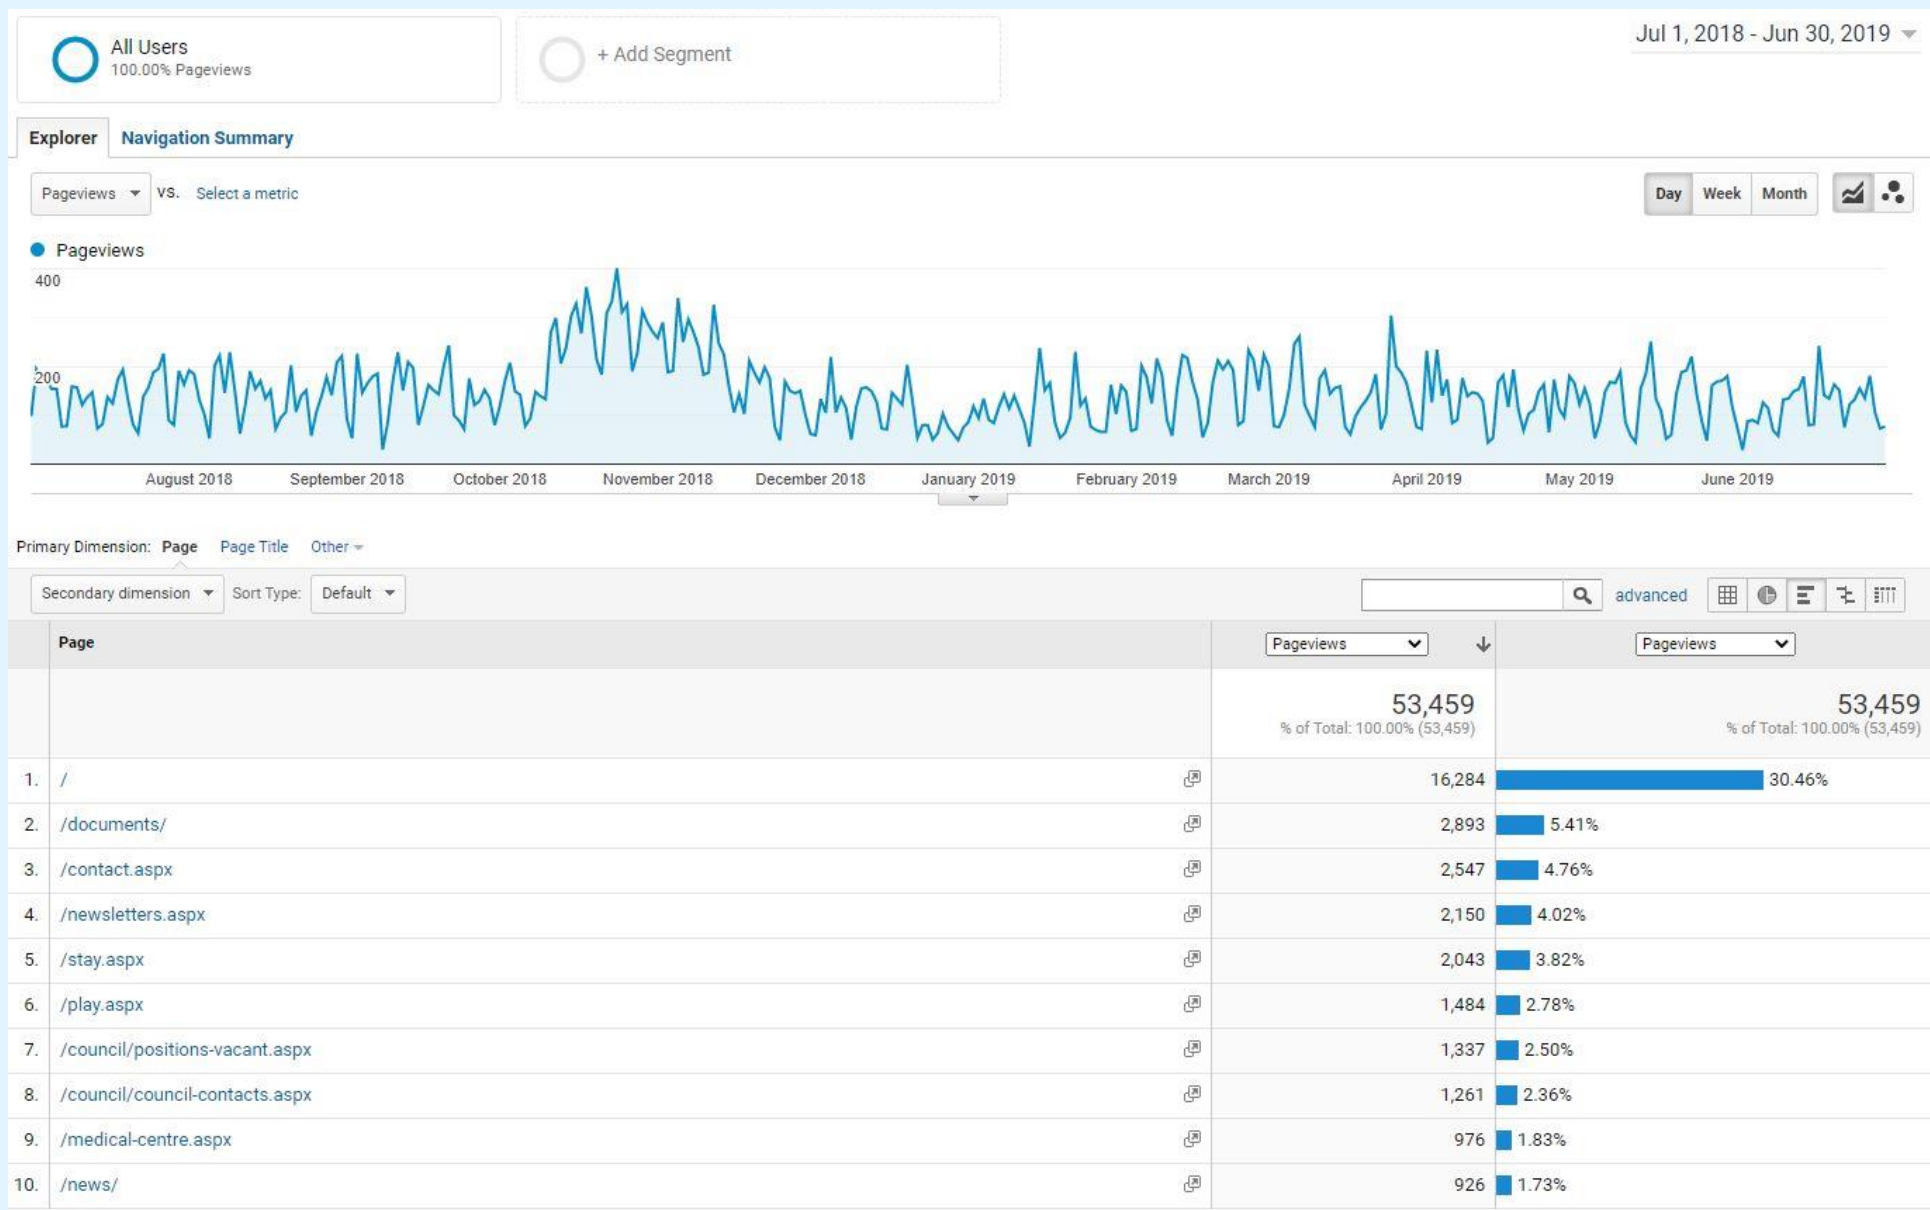 All Users
100.00% Pageviews
+ Add Segment
Jul 1, 2018 - Jun 30, 2019
Explorer Navigation Summary
Pageviews VS. Select a metric
Day Week Month
Pageviews
400
200
August 2018 September 2018 October 2018 November 2018 December 2018 January 2019 February 2019 March 2019 April 2019 May 2019 June 2019
Primary Dimension: Page Page Title Other
Secondary dimension Sort Type: Default advanced
Page Pageviews Pageviews
53,459 53,459
% of Total: 100.00% (53,459) % of Total: 100.00% (53,459)
1. / 16,284 30.46%
2. /documents/ 2,893 5.41%
3. /contact.aspx 2,547 4.76%
4. /newsletters.aspx 2,150 4.02%
5. /stay.aspx 2,043 3.82%
6. /play.aspx 1,484 2.78%
7. /council/positions-vacant.aspx 1,337 2.50%
8. /council/council-contacts.aspx 1,261 2.36%
9. /medical-centre.aspx 976 1.83%
10. /news/ 926 1.73%